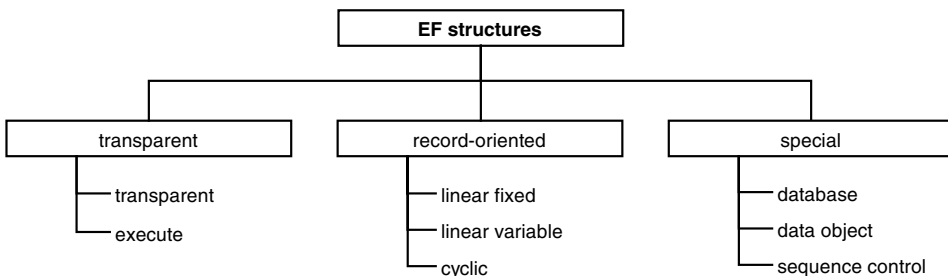 EF structures
transparent
record-oriented
special
transparent
execute
linear fixed
linear variable
cyclic
database
data object
sequence control